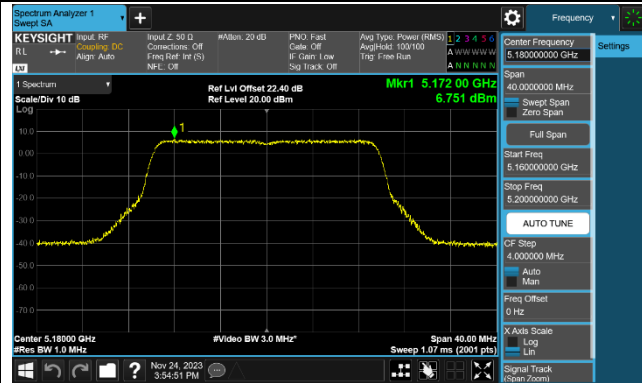 Spectrum Analyzer 1
Swept SA
Frequency
KEYSIGHT
RL
LXI
Input: RF
Coupling: DC
Align: Auto
Input Z: 50 Ω
Corrections: Off
Freq Ref: Int (S)
NFE: Off
#Atten: 20 dB
PNO: Fast
Gate: Off
IF Gain: Low
Sig Track: Off
Avg Type: Power (RMS)
Avg|Hold: 100/100
Trig: Free Run
1 2 3 4 5 6
A W W W W W
A N N N N N
1 Spectrum
Scale/Div 10 dB
Ref Lvl Offset 22.40 dB
Ref Level 20.00 dBm
Mkr1 5.172 00 GHz
6.751 dBm
Log
1
10.0
0.00
-10.0
-20.0
-30.0
-40.0
-50.0
-60.0
-70.0
Center 5.18000 GHz
#Res BW 1.0 MHz
#Video BW 3.0 MHz*
Span 40.00 MHz
Sweep 1.07 ms (2001 pts)
Center Frequency
5.180000000 GHz
Settings
Span
40.0000000 MHz
Swept Span
Zero Span
Full Span
Start Freq
5.160000000 GHz
Stop Freq
5.200000000 GHz
AUTO TUNE
CF Step
4.000000 MHz
Auto
Man
Freq Offset
0 Hz
X Axis Scale
Log
Lin
Signal Track
(Span Zoom)
?
Nov 24, 2023
3:54:51 PM